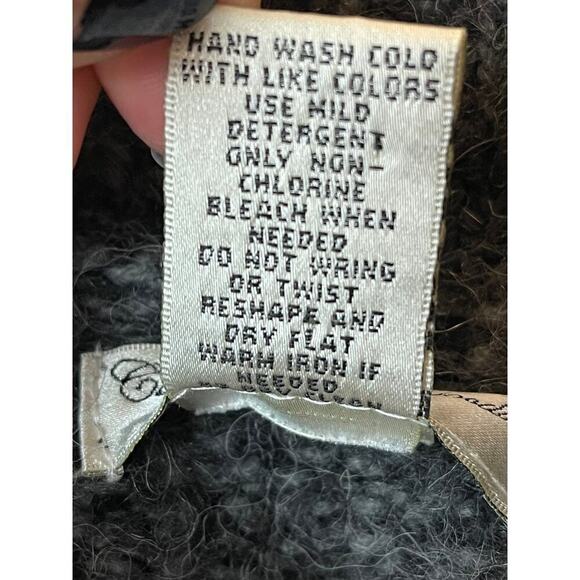 HAND WASH COLD
WITH LIKE COLORS
USE MILD
DETERGENT
ONLY NON-
CHLORINE
BLEACH WHEN
NEEDED
DO NOT WRING
OR TWIST
RESHAPE AND
DRY FLAT
WARM IRON IF
NEEDED